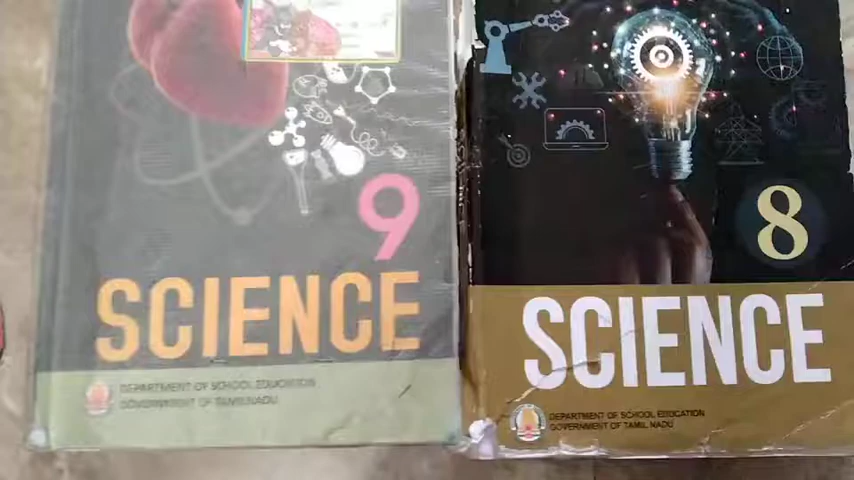 9
SCIENCE
DEPARTMENT OF SCHOOL EDUCATION
GOVERNMENT OF TAMILNADU
8
SCIENCE
DEPARTMENT OF SCHOOL EDUCATION
GOVERNMENT OF TAMIL NADU